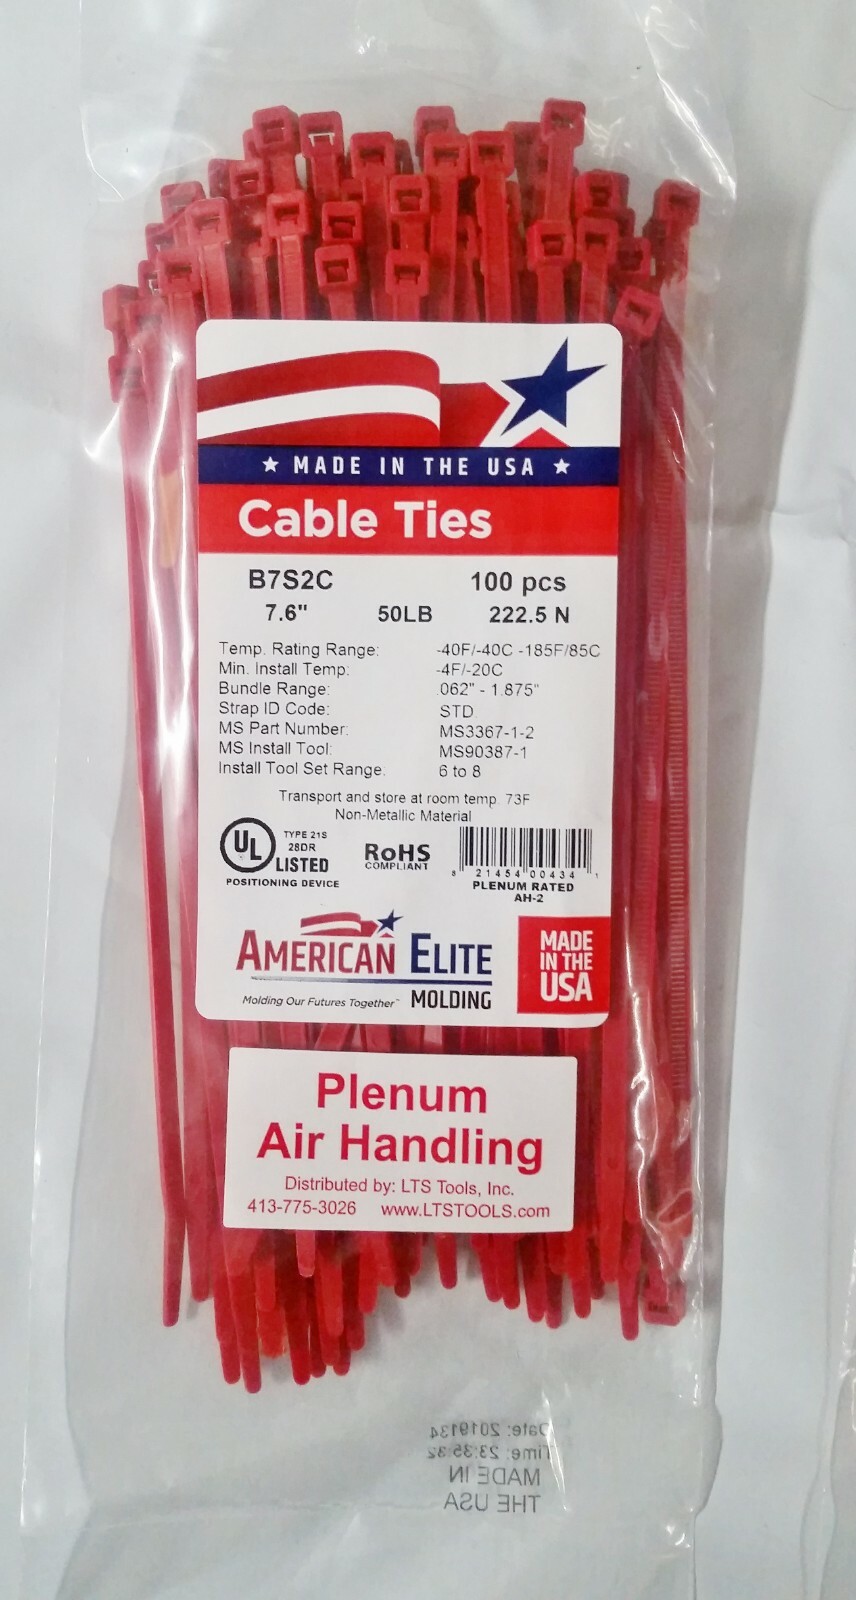 ★ MADE IN THE USA ★
Cable Ties
B7S2C 100 pcs
7.6" 50LB 222.5 N
Temp. Rating Range: -40F/-40C -185F/85C
Min. Install Temp: -4F/-20C
Bundle Range: .062" - 1.875"
Strap ID Code: STD
MS Part Number: MS3367-1-2
MS Install Tool: MS90387-1
Install Tool Set Range: 6 to 8
Transport and store at room temp. 73F
Non-Metallic Material
UL TYPE 21S
28DR
LISTED
POSITIONING DEVICE
RoHS
COMPLIANT
8 21454 00434 1
PLENUM RATED
AH-2
AMERICAN ELITE
Molding Our Futures Together™ MOLDING
MADE
IN THE
USA
Plenum
Air Handling
Distributed by: LTS Tools, Inc.
413-775-3026 www.LTSTOOLS.com
Date: 2019134
Time: 23:35:32
MADE IN
THE USA